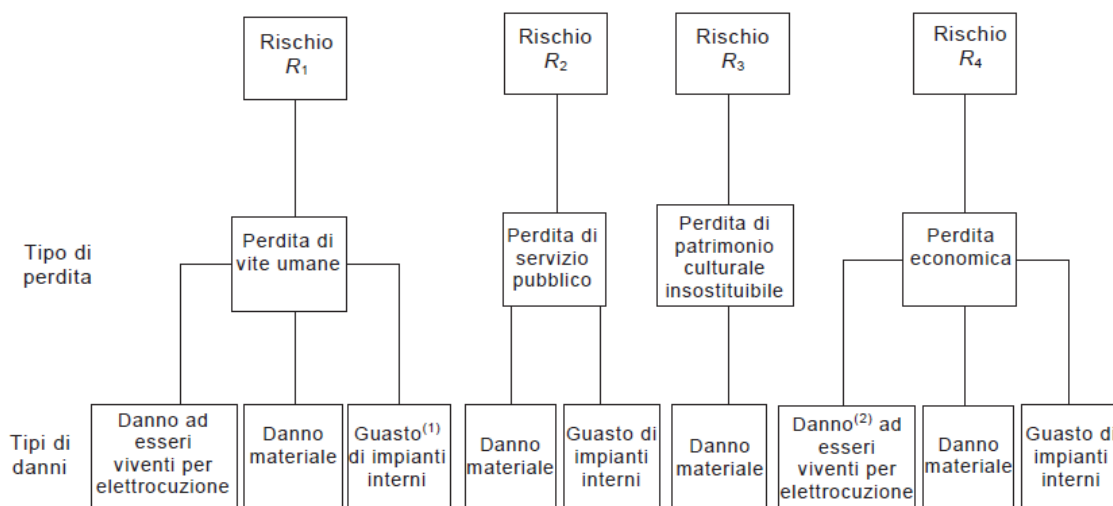 Rischio
R1
Rischio
R2
Rischio
R3
Rischio
R4
Tipo di
perdita
Perdita di
vite umane
Perdita di
servizio
pubblico
Perdita di
patrimonio
culturale
insostituibile
Perdita
economica
Tipi di
danni
Danno ad
esseri
viventi per
elettrocuzione
Danno
materiale
Guasto(1)
di impianti
interni
Danno
materiale
Guasto di
impianti
interni
Danno
materiale
Danno(2) ad
esseri
viventi per
elettrocuzione
Danno
materiale
Guasto di
impianti
interni